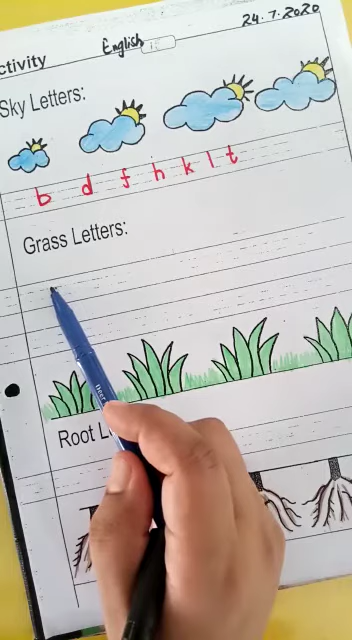 ctivity
English
24.7.2020
Sky Letters:
b d f h k l t
Grass Letters:
Root L